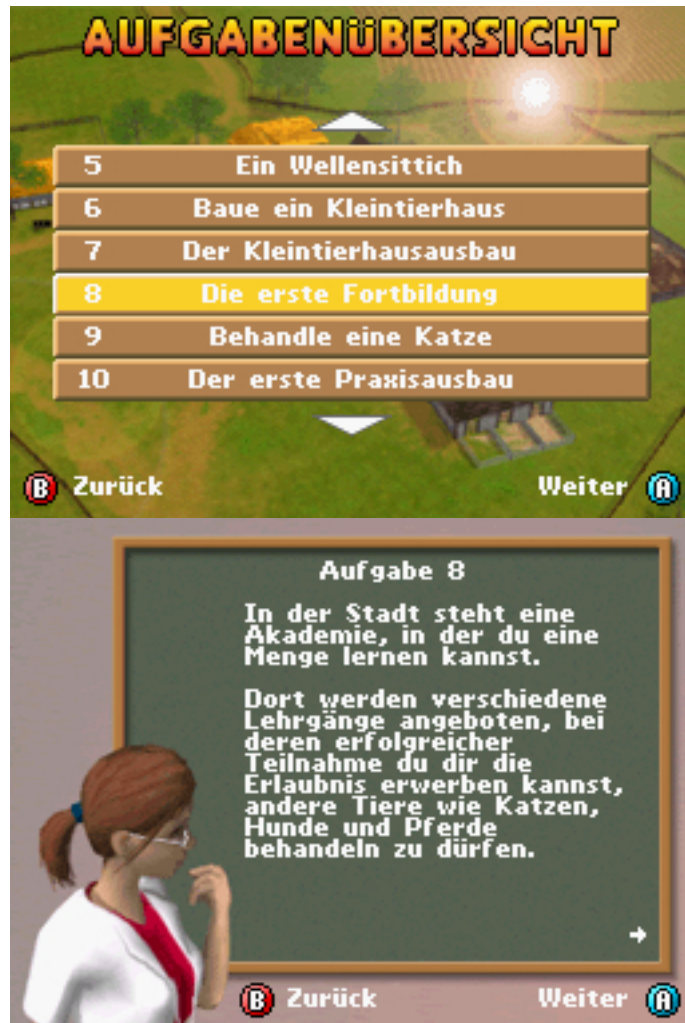 AUFGABENÜBERSICHT
5 Ein Wellensittich
6 Baue ein Kleintierhaus
7 Der Kleintierhausausbau
8 Die erste Fortbildung
9 Behandle eine Katze
10 Der erste Praxisausbau
B Zurück Weiter A
Aufgabe 8
In der Stadt steht eine
Akademie, in der du eine
Menge lernen kannst.
Dort werden verschiedene
Lehrgänge angeboten, bei
deren erfolgreicher
Teilnahme du dir die
Erlaubnis erwerben kannst,
andere Tiere wie Katzen,
Hunde und Pferde
behandeln zu dürfen.
B Zurück Weiter A